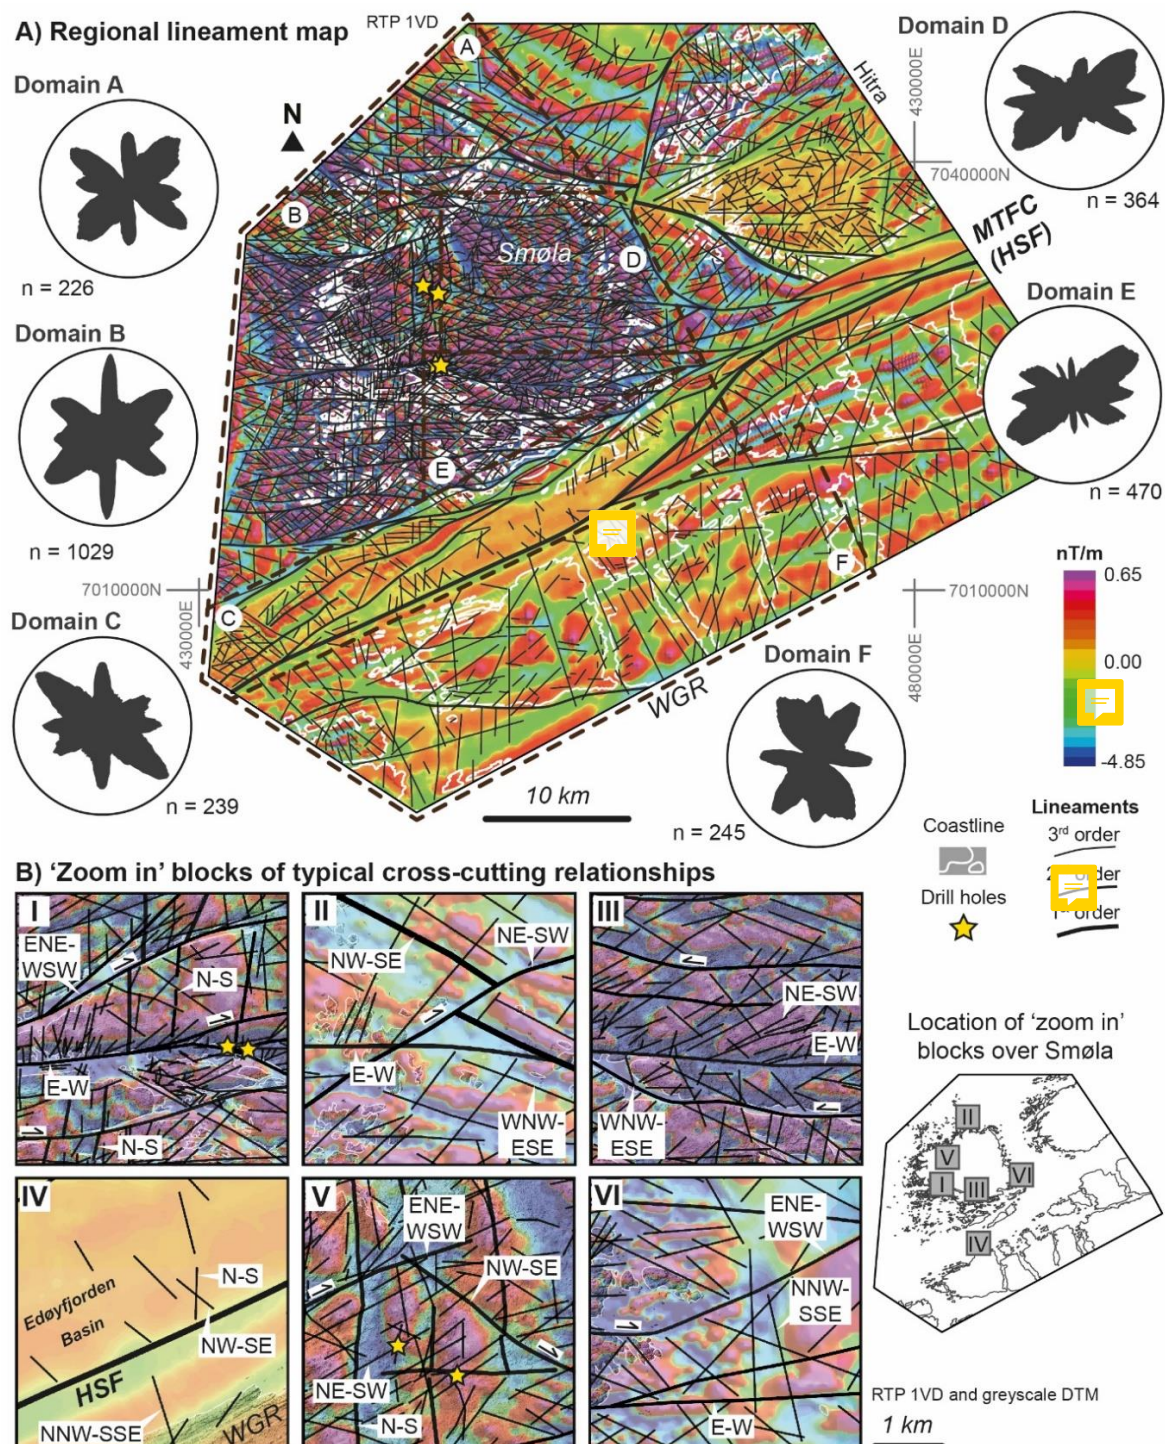 A) Regional lineament map
RTP 1VD
Domain A
n = 226
Domain B
n = 1029
Domain C
n = 239
Domain D
n = 364
Domain E
n = 470
Domain F
n = 245
N
A
B
C
D
E
F
Smøla
Hitra
MTFC
(HSF)
WGR
430000E
7040000N
7010000N
430000E
7010000N
480000E
10 km
nT/m
0.65
0.00
-4.85
Coastline
Drill holes
Lineaments
3rd order
order
order
B) ‘Zoom in’ blocks of typical cross-cutting relationships
I
ENE-
WSW
N-S
E-W
N-S
II
NW-SE
NE-SW
E-W
WNW-
ESE
III
NE-SW
E-W
WNW-
ESE
IV
N-S
Edøyfjorden
Basin
NW-SE
HSF
NNW-SSE
WGR
V
ENE-
WSW
NW-SE
NE-SW
N-S
VI
ENE-
WSW
NNW-
SSE
E-W
Location of ‘zoom in’
blocks over Smøla
II
V
I
III
VI
IV
RTP 1VD and greyscale DTM
1 km